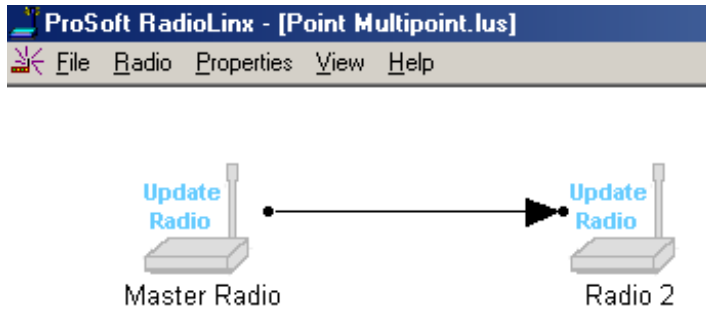 ProSoft RadioLinx - [Point Multipoint.lus]
File Radio Properties View Help
Update Radio
Update Radio
Master Radio
Radio 2